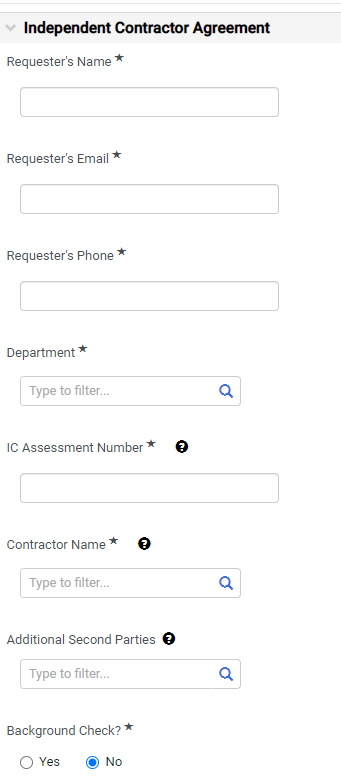 Independent Contractor Agreement
Requester's Name ★
Requester's Email ★
Requester's Phone ★
Department ★
Type to filter...
IC Assessment Number ★ ?
Contractor Name ★ ?
Type to filter...
Additional Second Parties ?
Type to filter...
Background Check? ★
Yes No